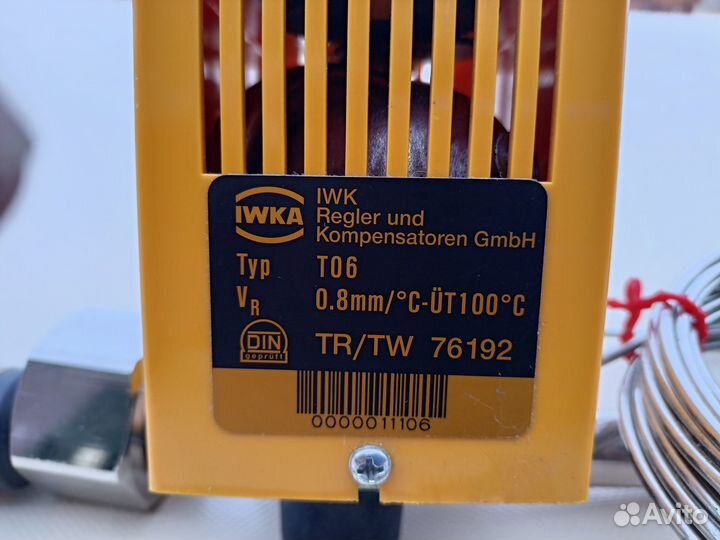 IWKA
IWK
Regler und
Kompensatoren GmbH
Typ T06
VR 0.8mm/°C-ÜT100°C
DIN
geprüft
TR/TW 76192
0000011106
Avito